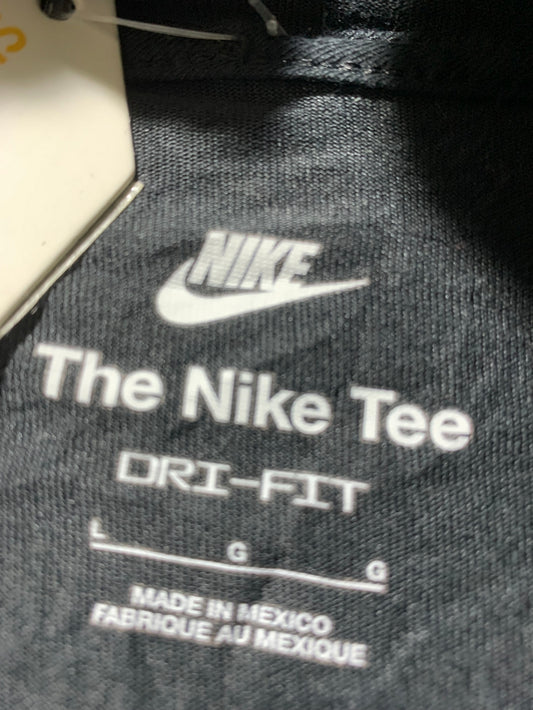 NIKE
The Nike Tee
DRI-FIT
L G G
MADE IN MEXICO
FABRIQUE AU MEXIQUE